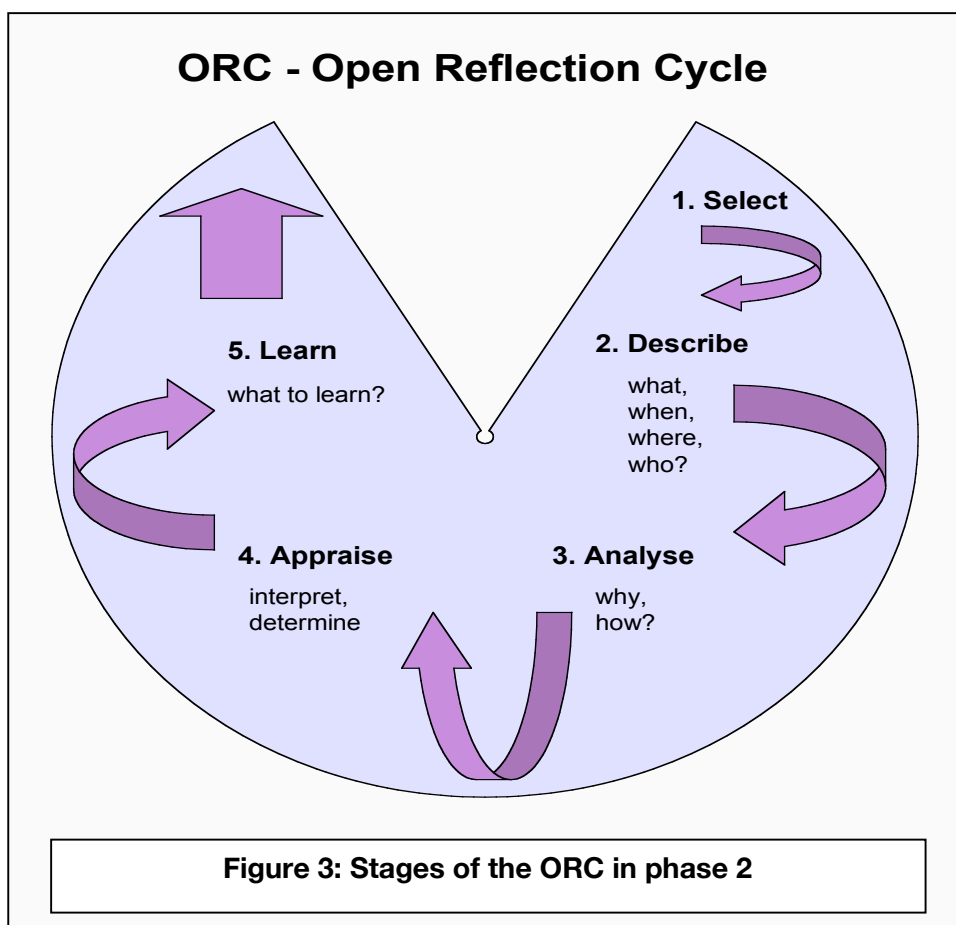 ORC - Open Reflection Cycle
1. Select
2. Describe
what,
when,
where,
who?
3. Analyse
why,
how?
4. Appraise
interpret,
determine
5. Learn
what to learn?
Figure 3: Stages of the ORC in phase 2